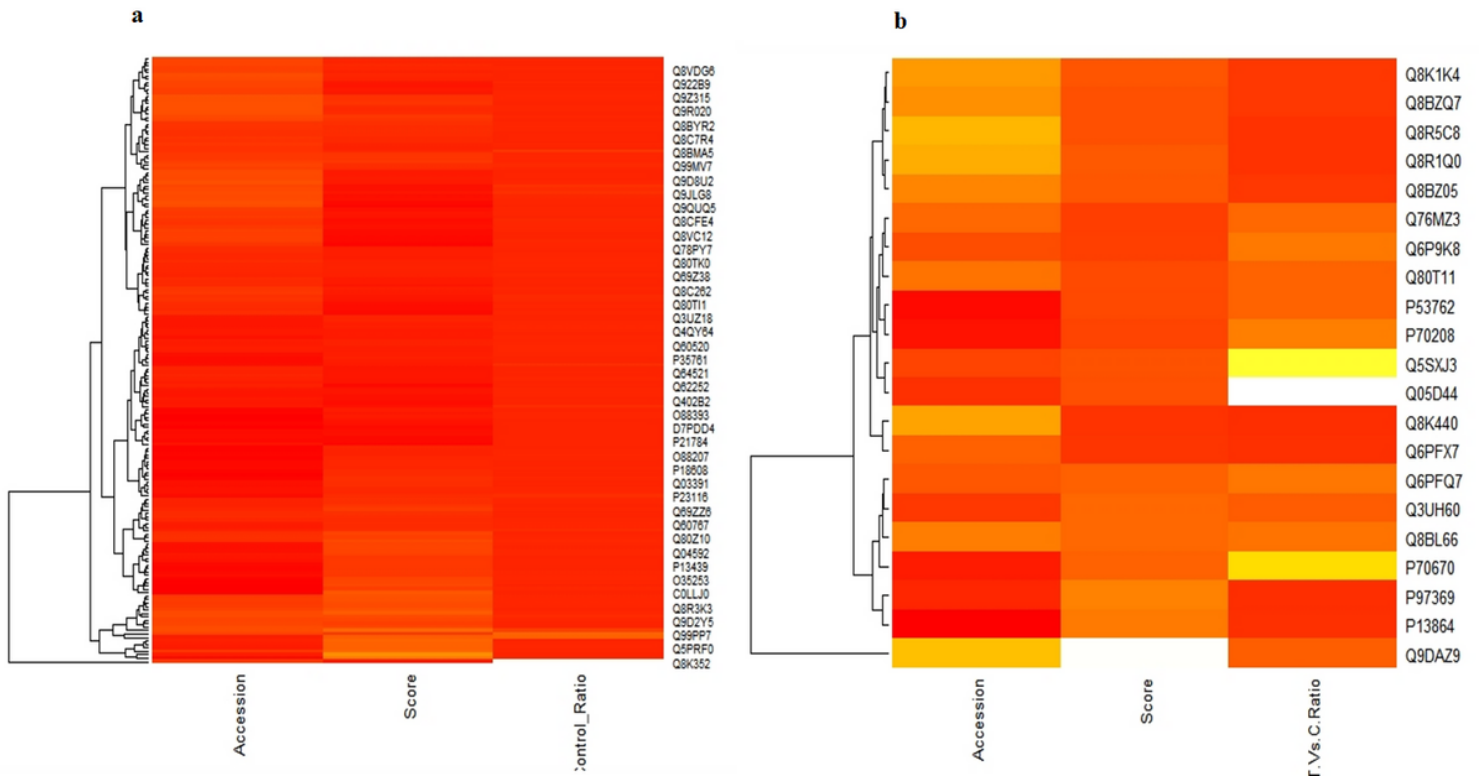 a
b
Q8VDG6
Q922B9
Q9Z315
Q9R020
Q8BYR2
Q8C7R4
Q8BMA5
Q99MV7
Q9D8U2
Q9JLG8
Q9QUQ5
Q8CFE4
Q8VC12
Q78PY7
Q80TK0
Q69Z38
Q8C262
Q80TI1
Q3UZ18
Q4QY64
Q60520
P35761
Q64521
Q62252
Q402B2
O88393
D7PDD4
P21784
O88207
P18608
Q03391
P23116
Q69ZZ6
Q60767
Q80Z10
Q04592
P13439
O35253
C0LLJ0
Q8R3K3
Q9D2Y5
Q99PP7
Q5PRF0
Q8K352
Accession
Score
Control_Ratio
Q8K1K4
Q8BZQ7
Q8R5C8
Q8R1Q0
Q8BZ05
Q76MZ3
Q6P9K8
Q80T11
P53762
P70208
Q5SXJ3
Q05D44
Q8K440
Q6PFX7
Q6PFQ7
Q3UH60
Q8BL66
P70670
P97369
P13864
Q9DAZ9
Accession
Score
T.Vs.C.Ratio